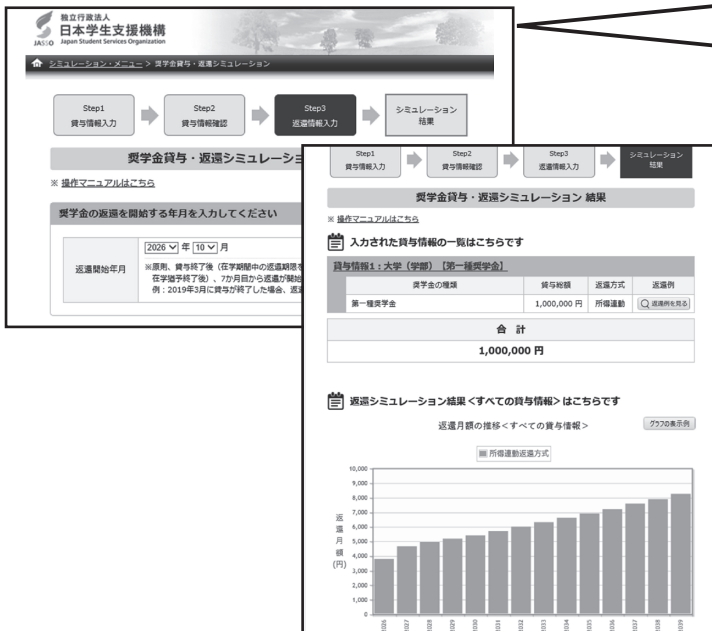 独立行政法人
日本学生支援機構
JASSO Japan Student Services Organization
シミュレーション・メニュー > 奨学金貸与・返還シミュレーション
Step1
貸与情報入力
Step2
貸与情報確認
Step3
返還情報入力
シミュレーション
結果
奨学金貸与・返還シミュレーシ
※ 操作マニュアルはこちら
奨学金の返還を開始する年月を入力してください
返還開始年月
2026 年 10 月
※原則、貸与終了後（在学期間中の返還期限を
在学猶予終了後）、7か月目から返還が開始
例：2019年3月に貸与が終了した場合、返還
Step1
貸与情報入力
Step2
貸与情報確認
Step3
返還情報入力
シミュレーション
結果
奨学金貸与・返還シミュレーション 結果
※ 操作マニュアルはこちら
入力された貸与情報の一覧はこちらです
貸与情報1：大学（学部）【第一種奨学金】
奨学金の種類 貸与総額 返還方式 返還例
第一種奨学金 1,000,000 円 所得連動 返還例を見る
合 計
1,000,000 円
返還シミュレーション結果＜すべての貸与情報＞はこちらです
返還月額の推移＜すべての貸与情報＞
グラフの表示例
所得連動返還方式
返還月額(円)
10,000
9,000
8,000
7,000
6,000
5,000
4,000
3,000
2,000
1,000
0
2026 2027 2028 2029 2030 2031 2032 2033 2034 2035 2036 2037 2038 2039